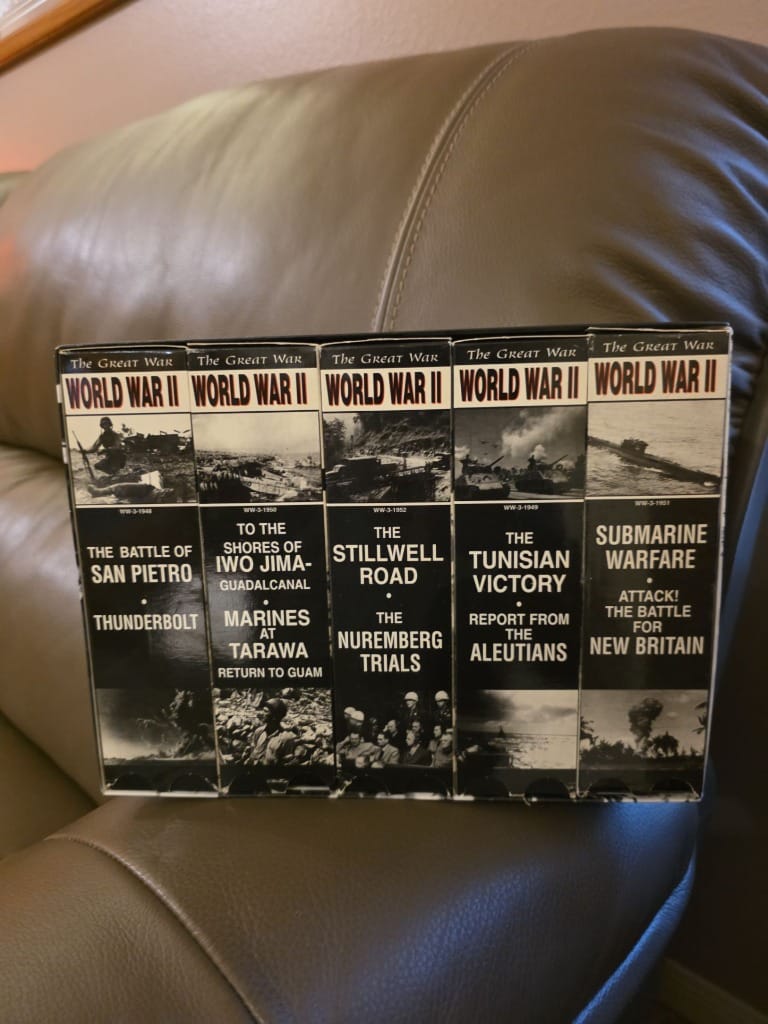 The Great War
WORLD WAR II
WW-3-1948
THE BATTLE OF
SAN PIETRO
•
THUNDERBOLT
The Great War
WORLD WAR II
WW-3-1950
TO THE
SHORES OF
IWO JIMA-
GUADALCANAL
•
MARINES
AT
TARAWA
RETURN TO GUAM
The Great War
WORLD WAR II
WW-3-1952
THE
STILLWELL
ROAD
•
THE
NUREMBERG
TRIALS
The Great War
WORLD WAR II
WW-3-1949
THE
TUNISIAN
VICTORY
•
REPORT FROM
THE
ALEUTIANS
The Great War
WORLD WAR II
WW-3-1951
SUBMARINE
WARFARE
•
ATTACK!
THE BATTLE
FOR
NEW BRITAIN